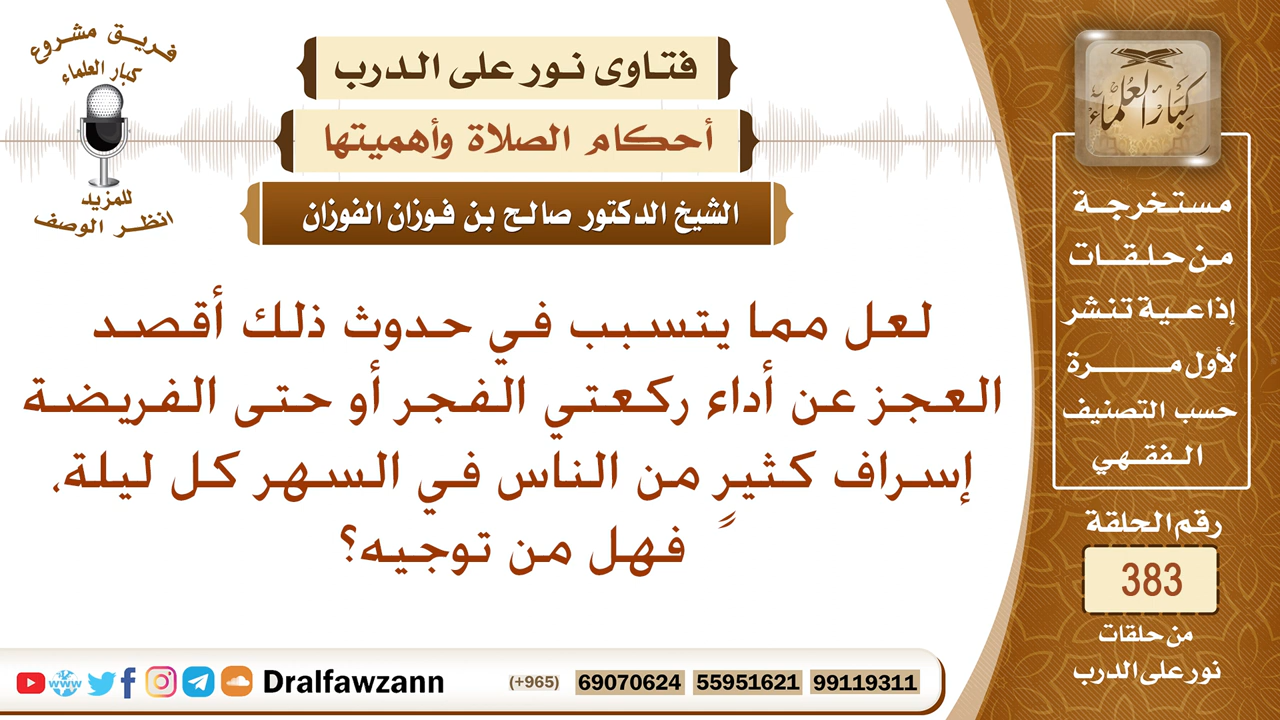 فريق مشروع
كبار العلماء
للمزيد
انظر الوصف
فتاوى نور على الدرب
أحكام الصلاة وأهميتها
الشيخ الدكتور صالح بن فوزان الفوزان
لعل مما يتسبب في حدوث ذلك أقصد
العجز عن أداء ركعتي الفجر أو حتى الفريضة
إسراف كثيرٍ من الناس في السهر كل ليلة،
فهل من توجيه؟
كبار العلماء
مستخرجة
من حلقات
إذاعية تنشر
لأول مرة
حسب التصنيف
الفقهي
رقم الحلقة
383
من حلقات
نور على الدرب
www
Dralfawzann (+965) 69070624 55951621 99119311